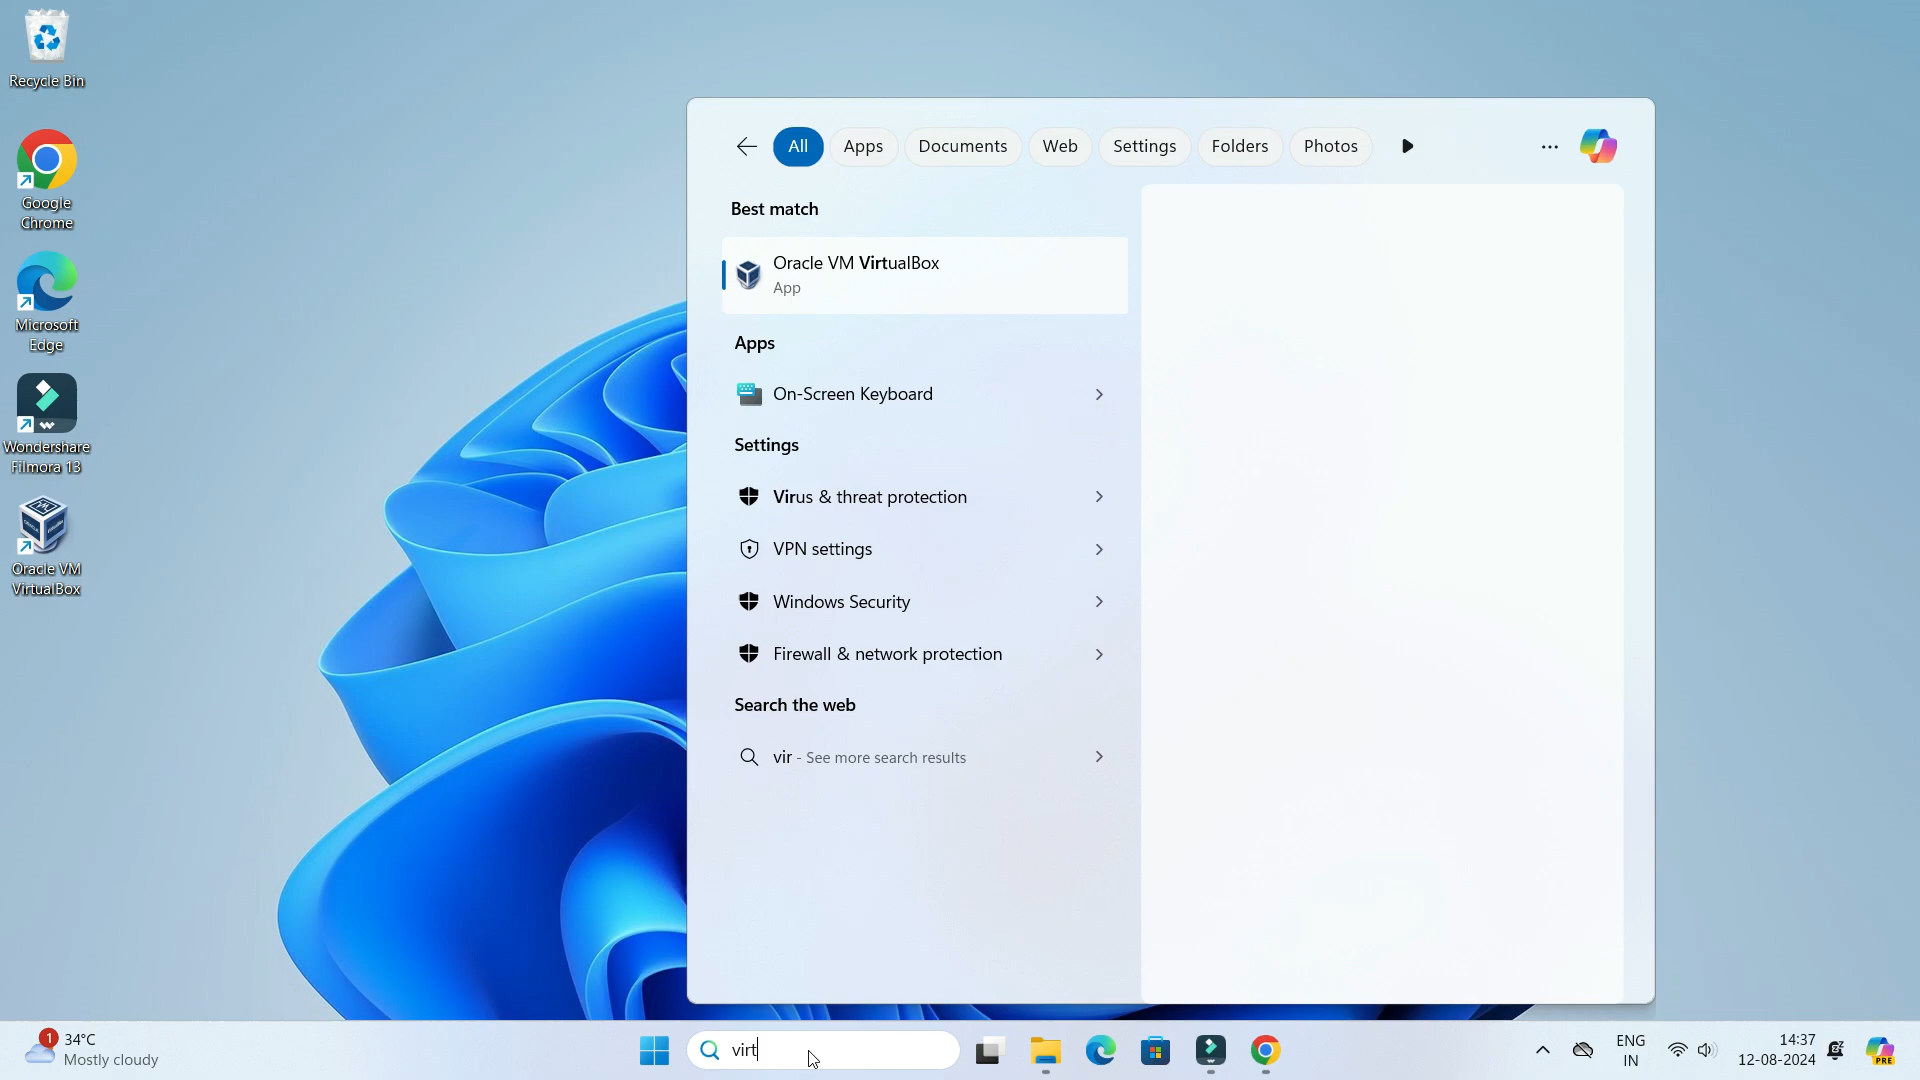 Recycle Bin
Google
Chrome
Microsoft
Edge
Wondershare
Filmora 13
Oracle VM
VirtualBox
All
Apps
Documents
Web
Settings
Folders
Photos
Best match
Oracle VM VirtualBox
App
Apps
On-Screen Keyboard
Settings
Virus & threat protection
VPN settings
Windows Security
Firewall & network protection
Search the web
vir - See more search results
1
34°C
Mostly cloudy
virt
ENG
IN
14:37
12-08-2024
PRE